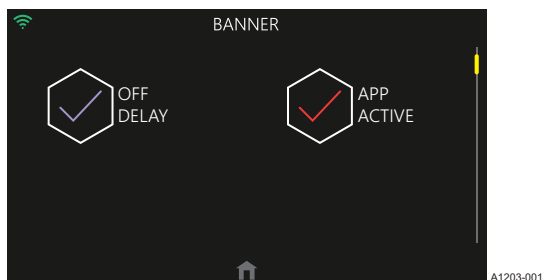 BANNER
OFF
DELAY
APP
ACTIVE
A1203-001